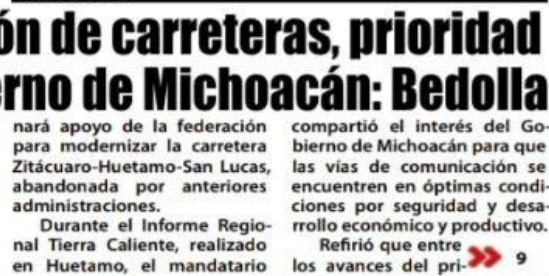 ón de carreteras, prioridad
erno de Michoacán: Bedolla
nará apoyo de la federación
para modernizar la carretera
Zitácuaro-Huetamo-San Lucas,
abandonada por anteriores
administraciones.
Durante el Informe Regio-
nal Tierra Caliente, realizado
en Huetamo, el mandatario
compartió el interés del Go-
bierno de Michoacán para que
las vías de comunicación se
encuentren en óptimas condi-
ciones por seguridad y desa-
rrollo económico y productivo.
Refirió que entre
los avances del pri-
9